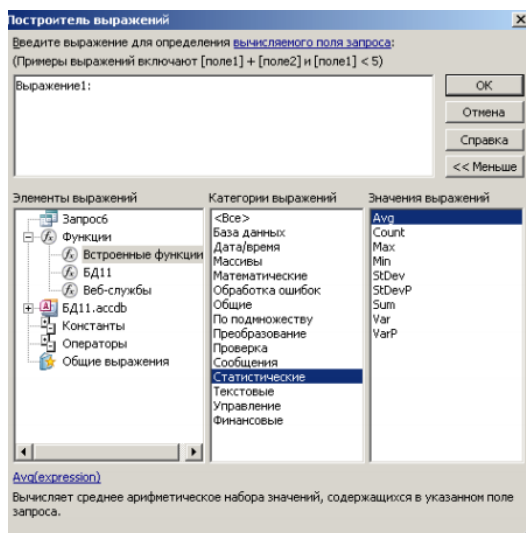 Построитель выражений
Введите выражение для определения вычисляемого поля запроса:
(Примеры выражений включают [поле1] + [поле2] и [поле1] < 5)
Выражение1:
OK
Отмена
Справка
<< Меньше
Элементы выражений
Запрос6
Функции
Встроенные функции
БД11
Веб-службы
БД11.accdb
Константы
Операторы
Общие выражения
Категории выражений
<Все>
База данных
Дата/время
Массивы
Математические
Обработка ошибок
Общие
По подмножеству
Преобразование
Проверка
Сообщения
Статистические
Текстовые
Управление
Финансовые
Значения выражений
Avg
Count
Max
Min
StDev
StDevP
Sum
Var
VarP
Avg(expression)
Вычисляет среднее арифметическое набора значений, содержащихся в указанном поле
запроса.